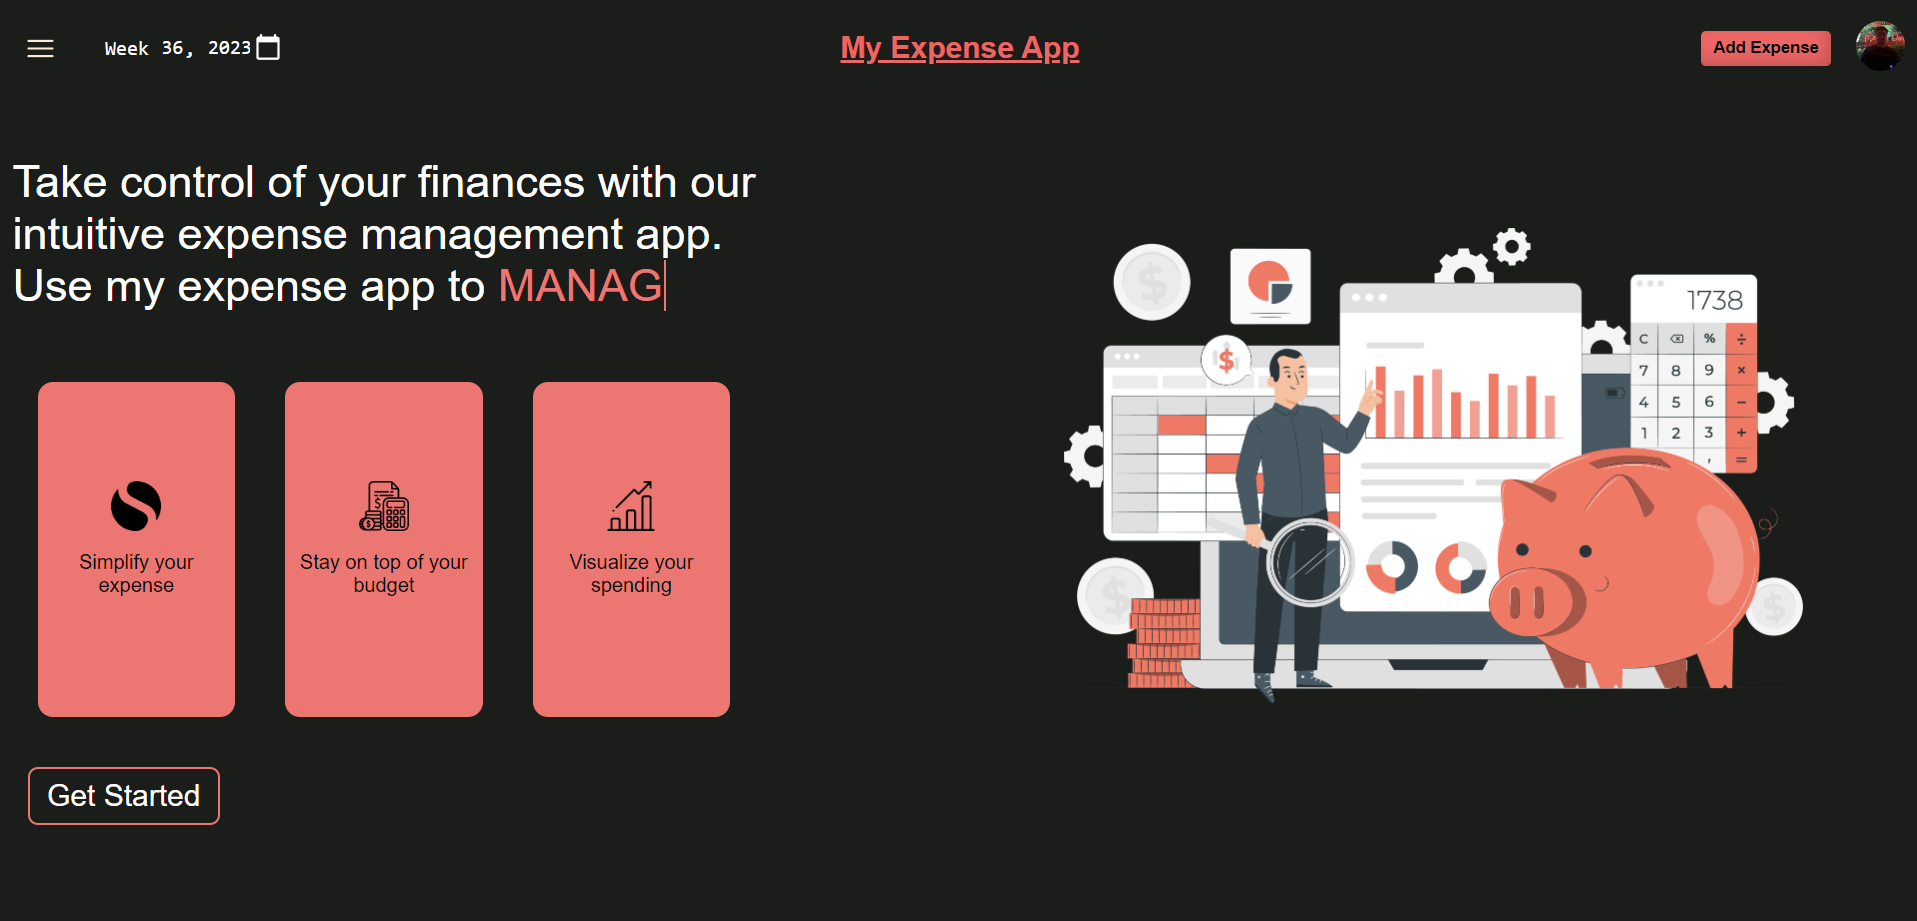 Week 36, 2023
My Expense App
Add Expense
Take control of your finances with our
intuitive expense management app.
Use my expense app to MANAG
Simplify your
expense
Stay on top of your
budget
Visualize your
spending
Get Started
$
$
1738
C % ÷
7 8 9 ×
4 5 6 −
1 2 3 +
, =
$
$